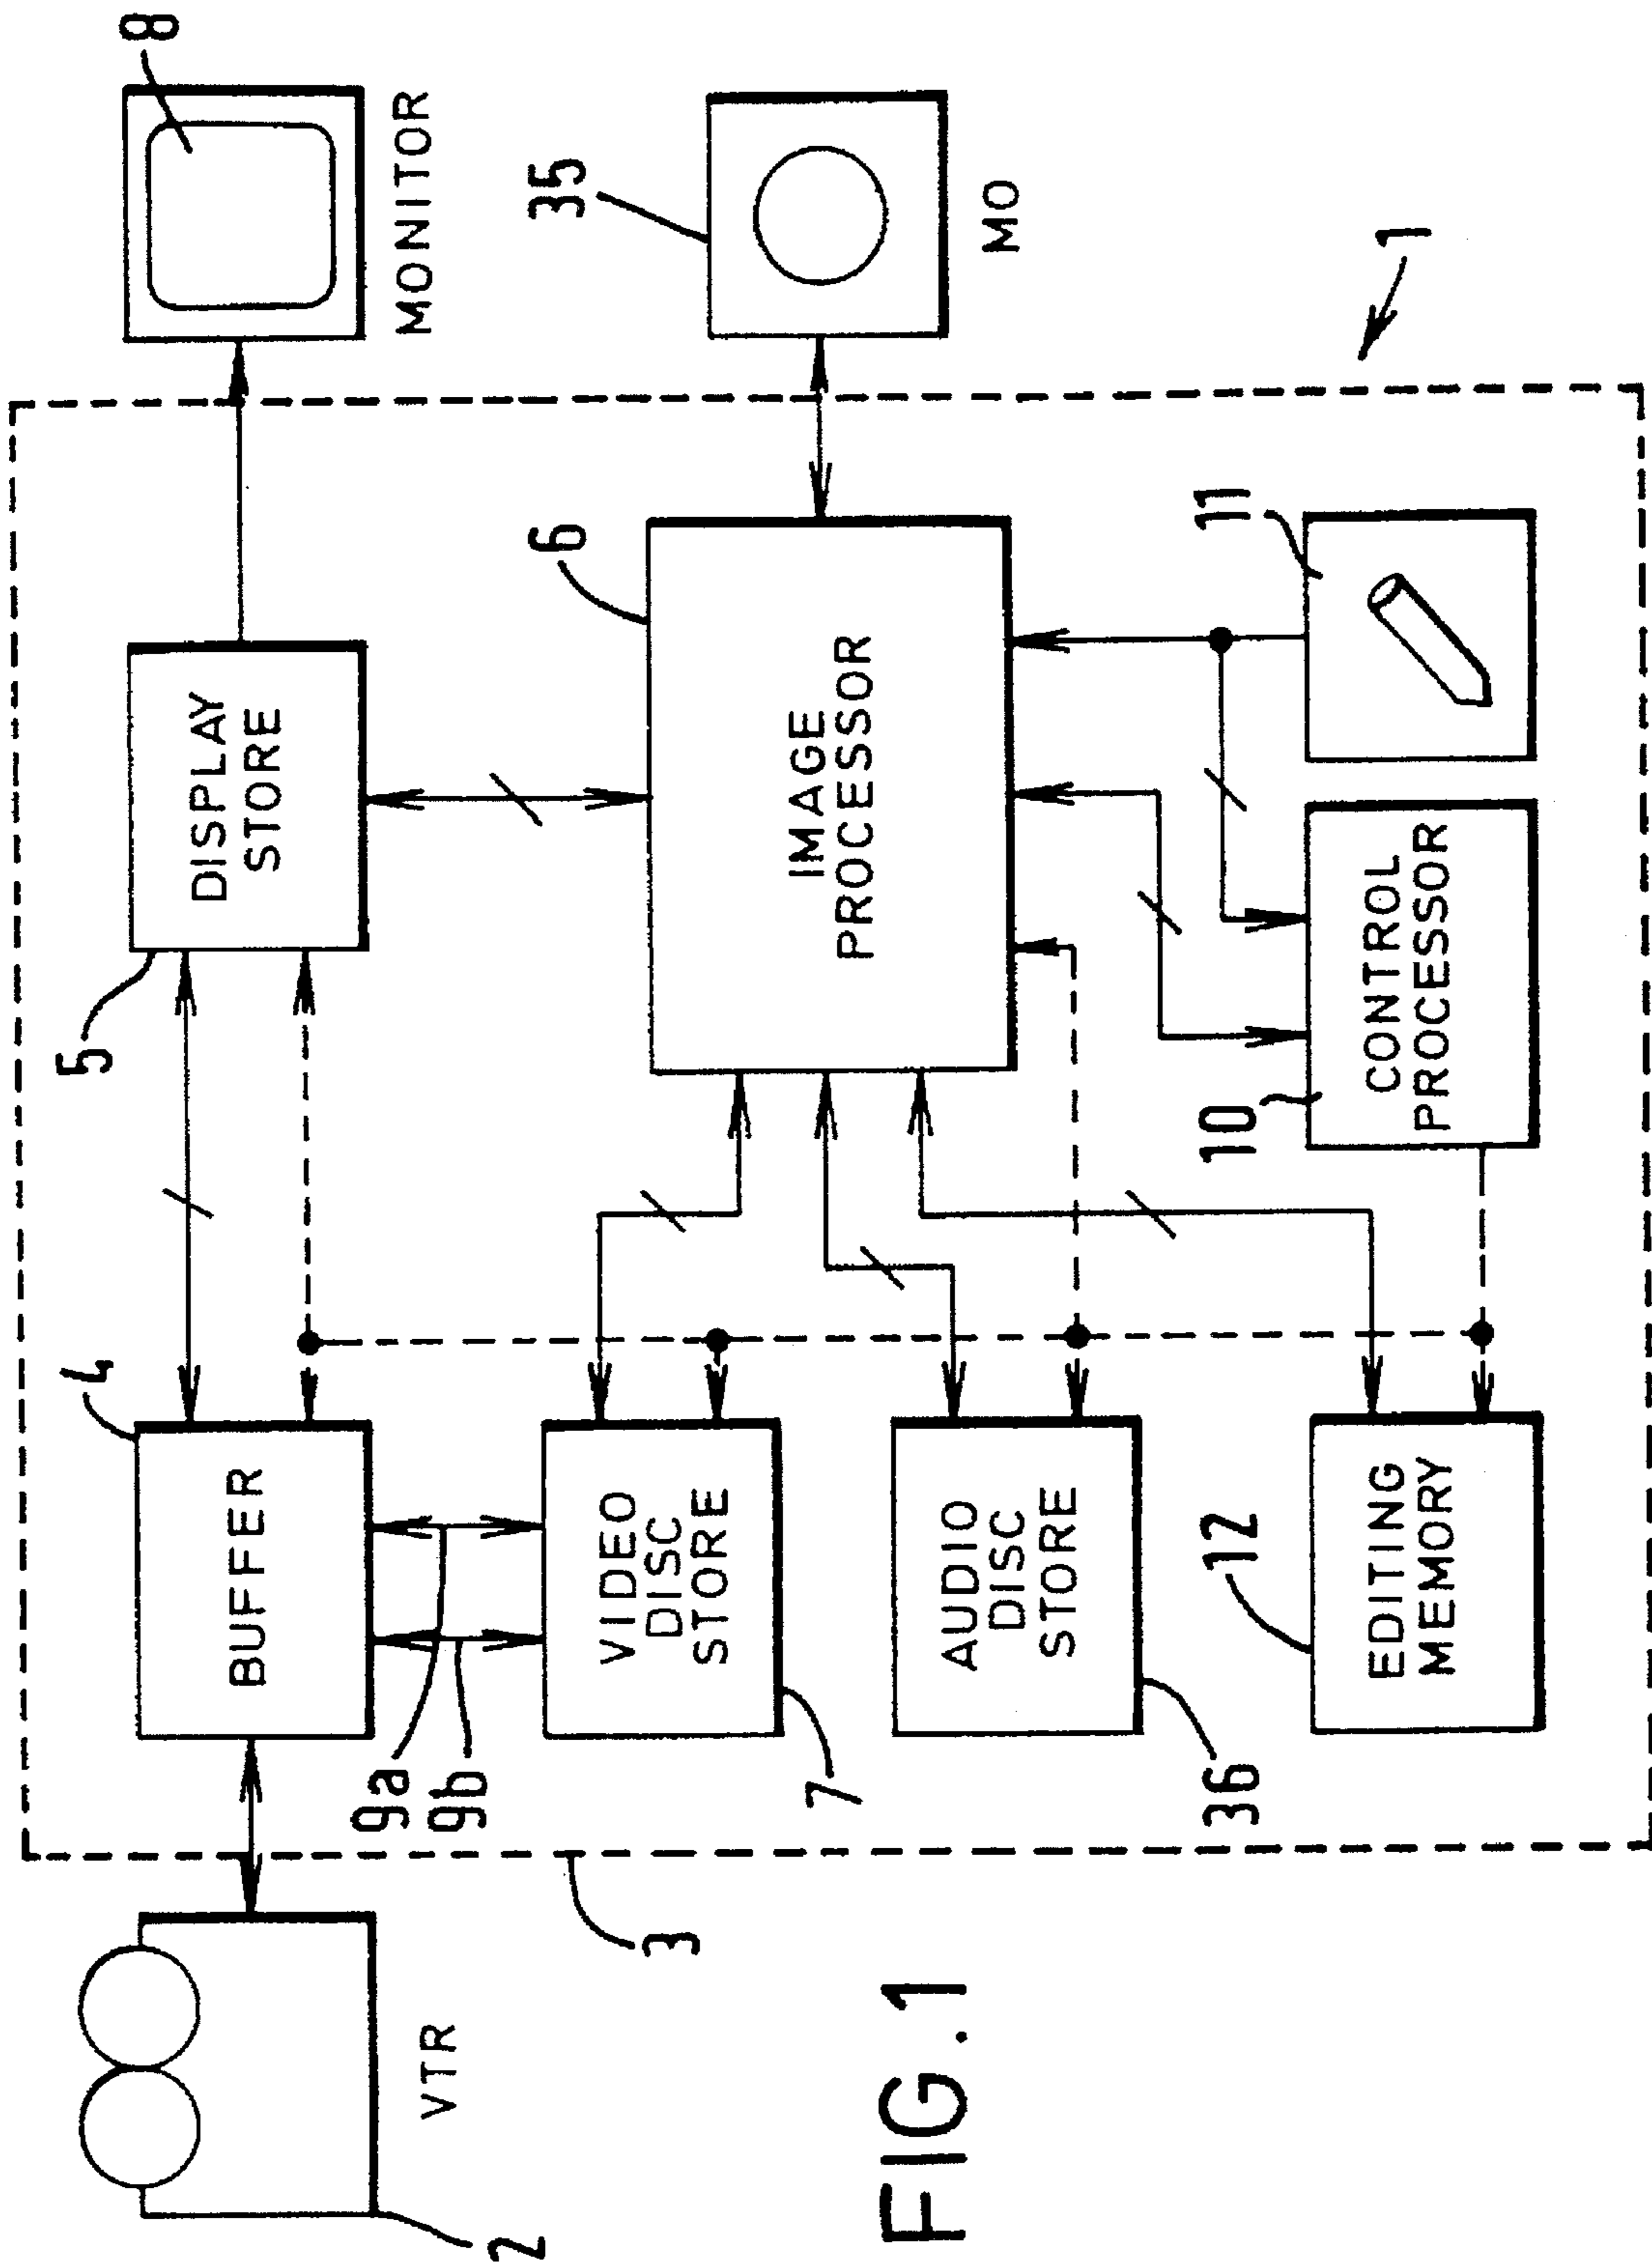 8
MONITOR
35
MO
1
5
DISPLAY
STORE
6
IMAGE
PROCESSOR
11
10
CONTROL
PROCESSOR
4
BUFFER
9a
9b
VIDEO
DISC
STORE
7
AUDIO
DISC
STORE
36
12
EDITING
MEMORY
3
VTR
2
FIG.1